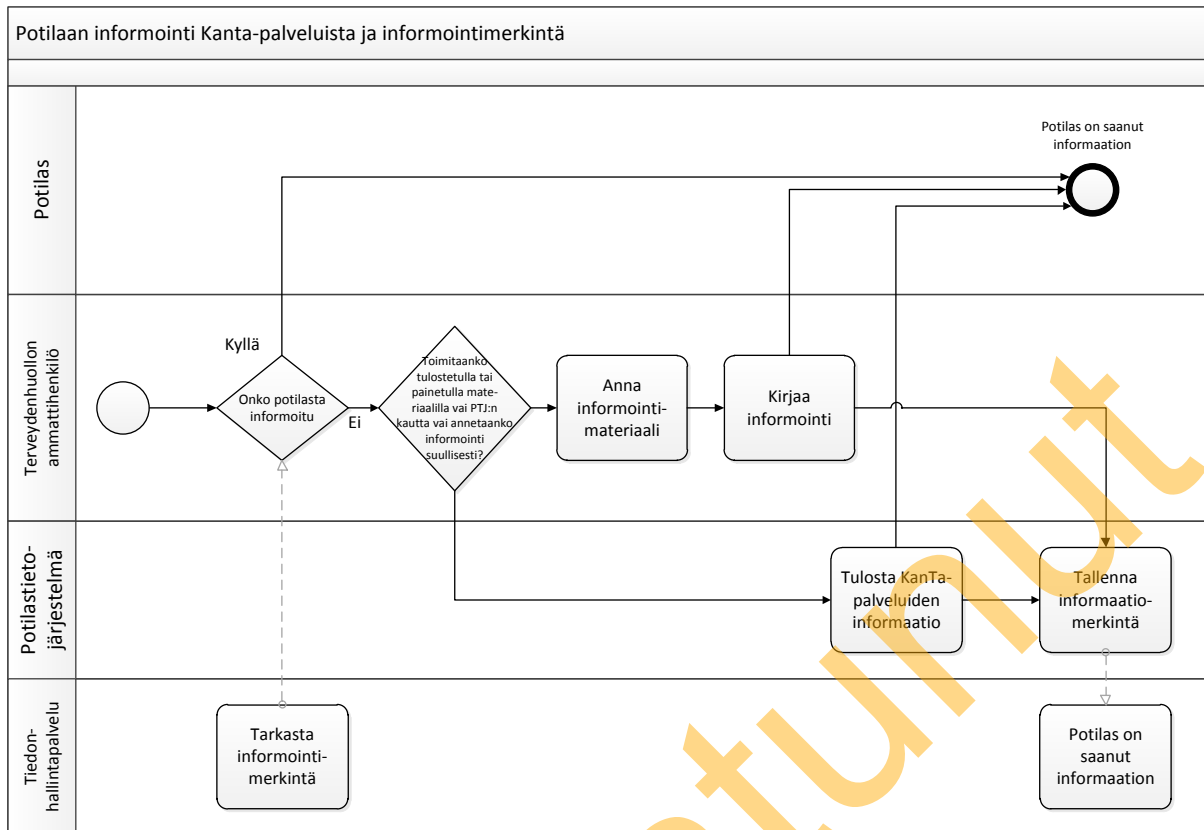 Potilaan informointi Kanta-palveluista ja informointimerkintä
Potilas
Potilas on saanut
informaation
Terveydenhuollon
ammattihenkilö
Kyllä
Onko potilasta
informoitu
Ei
Toimitaanko
tulostetulla tai
painetulla mate-
riaalilla vai PTJ:n
kautta vai annetaanko
informointi
suullisesti?
Anna
informointi-
materiaali
Kirjaa
informointi
Potilastieto-
järjestelmä
Tulosta KanTa-
palveluiden
informaatio
Tallenna
informaatio-
merkintä
Tiedon-
hallintapalvelu
Tarkasta
informointi-
merkintä
Potilas on
saanut
informaation
tunut